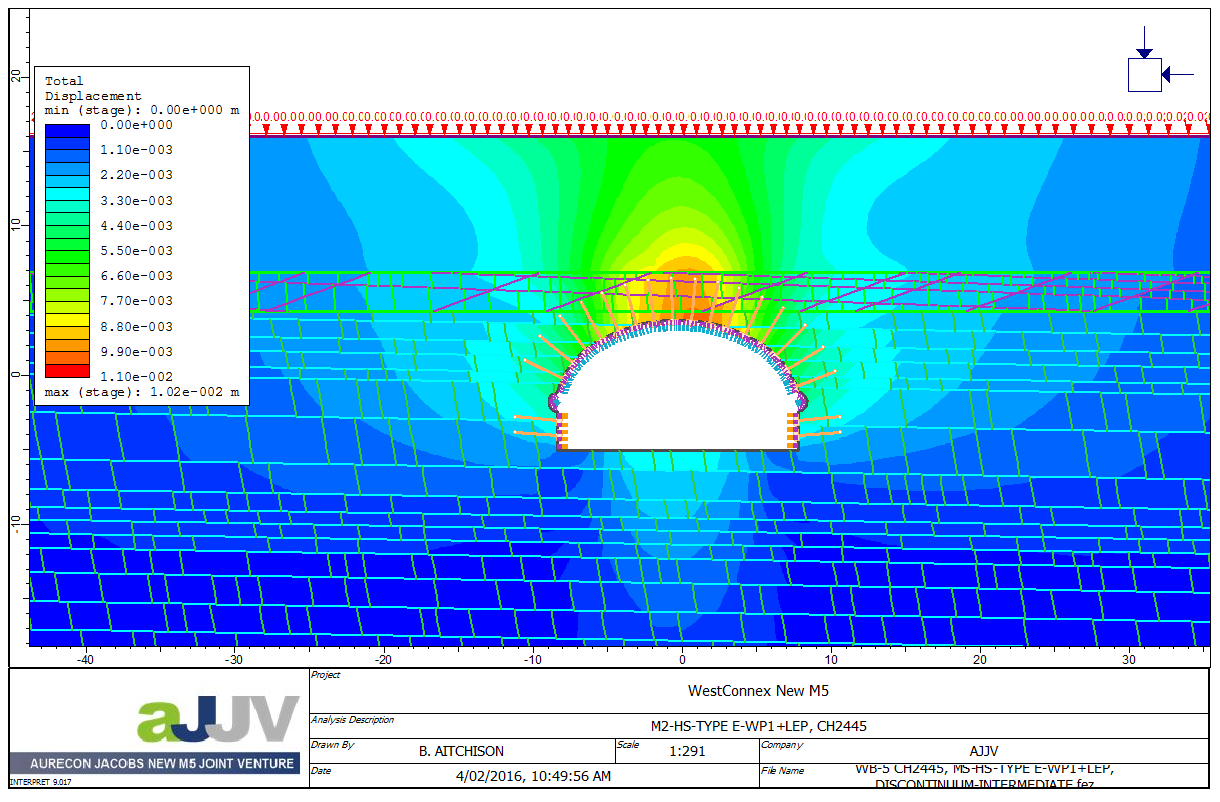 Total
Displacement
min (stage): 0.00e+000 m
0.00e+000
1.10e-003
2.20e-003
3.30e-003
4.40e-003
5.50e-003
6.60e-003
7.70e-003
8.80e-003
9.90e-003
1.10e-002
max (stage): 1.02e-002 m
20
10
0
-10
-40
-30
-20
-10
0
10
20
30
aJJV
AURECON JACOBS NEW M5 JOINT VENTURE
INTERPRET 9.017
Project
WestConnex New M5
Analysis Description
M2-HS-TYPE E-WP1+LEP, CH2445
Drawn By
B. AITCHISON
Scale
1:291
Company
AJJV
Date
4/02/2016, 10:49:56 AM
File Name
WB-5 CH2445, MS-HS-TYPE E-WP1+LEP,
DISCONTINUUM-INTERMEDIATE.fez